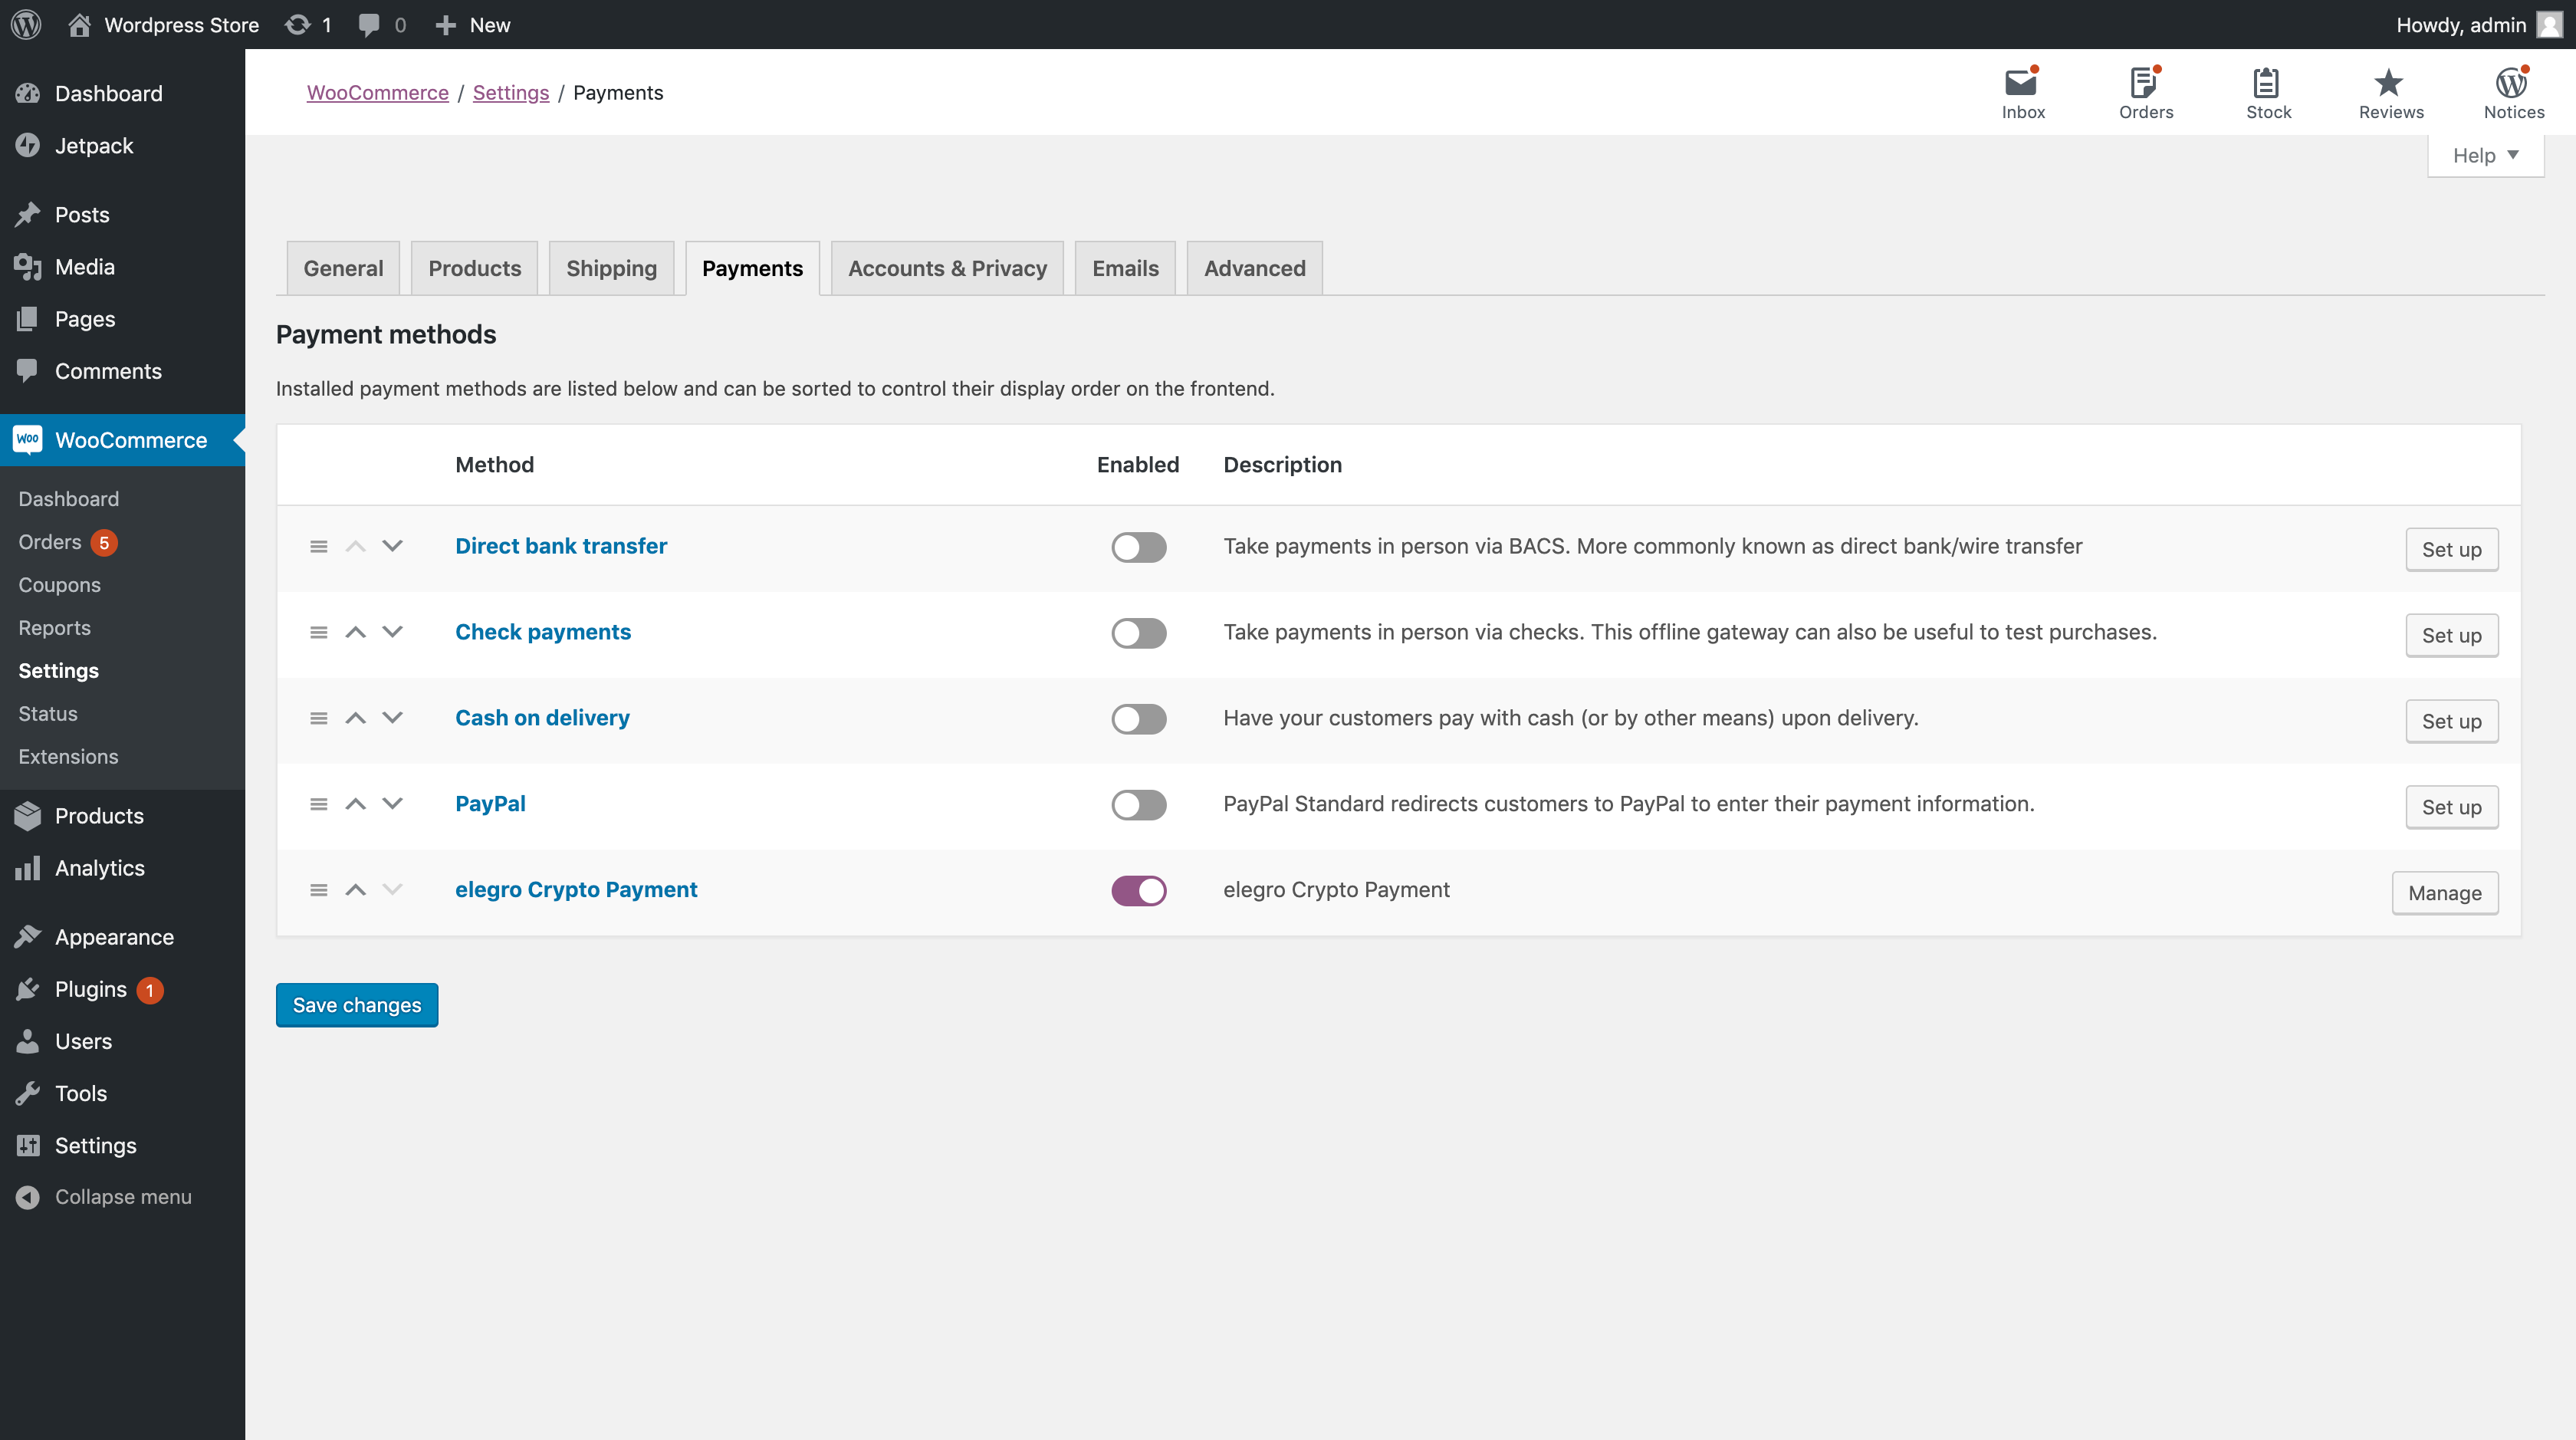 Wordpress Store 1 0 New Howdy, admin
Dashboard
Jetpack
Posts
Media
Pages
Comments
WooCommerce
Dashboard
Orders 5
Coupons
Reports
Settings
Status
Extensions
Products
Analytics
Appearance
Plugins 1
Users
Tools
Settings
Collapse menu
WooCommerce / Settings / Payments
Inbox Orders Stock Reviews Notices
Help
General Products Shipping Payments Accounts & Privacy Emails Advanced
Payment methods
Installed payment methods are listed below and can be sorted to control their display order on the frontend.
Method Enabled Description
Direct bank transfer Take payments in person via BACS. More commonly known as direct bank/wire transfer Set up
Check payments Take payments in person via checks. This offline gateway can also be useful to test purchases. Set up
Cash on delivery Have your customers pay with cash (or by other means) upon delivery. Set up
PayPal PayPal Standard redirects customers to PayPal to enter their payment information. Set up
elegro Crypto Payment elegro Crypto Payment Manage
Save changes